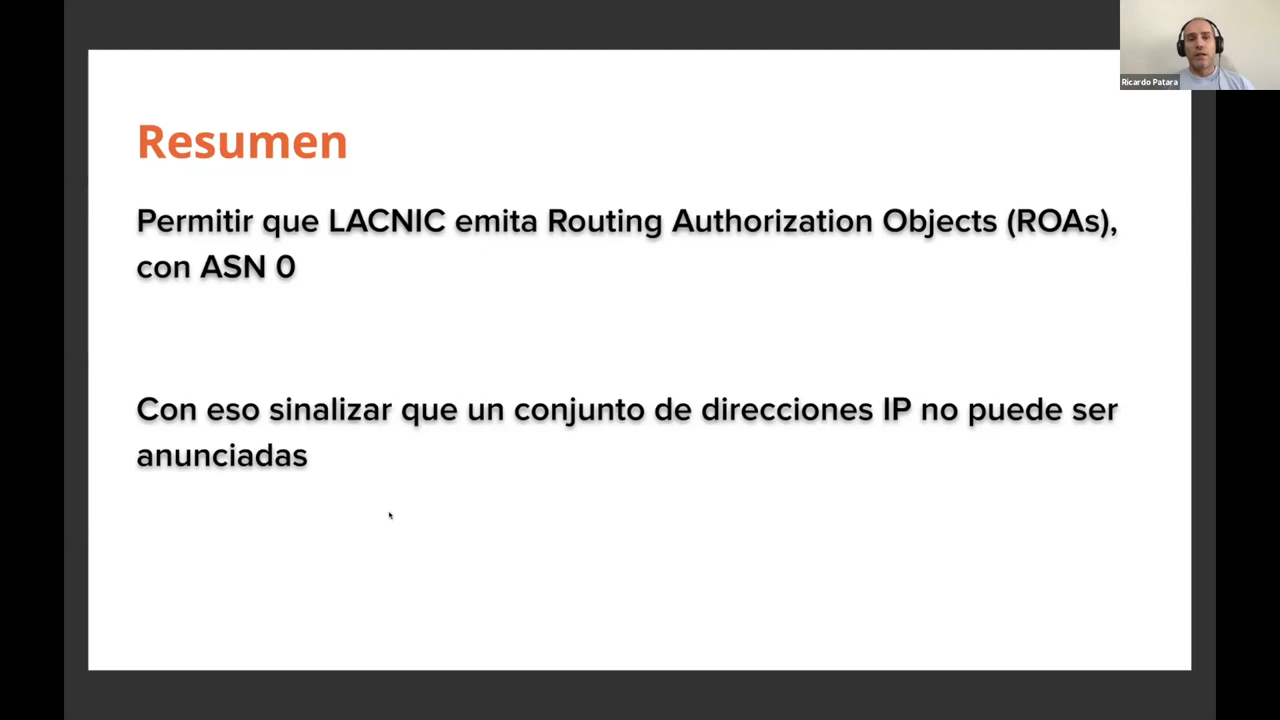 Ricardo Patara
Resumen
Permitir que LACNIC emita Routing Authorization Objects (ROAs),
con ASN 0
Con eso sinalizar que un conjunto de direcciones IP no puede ser
anunciadas